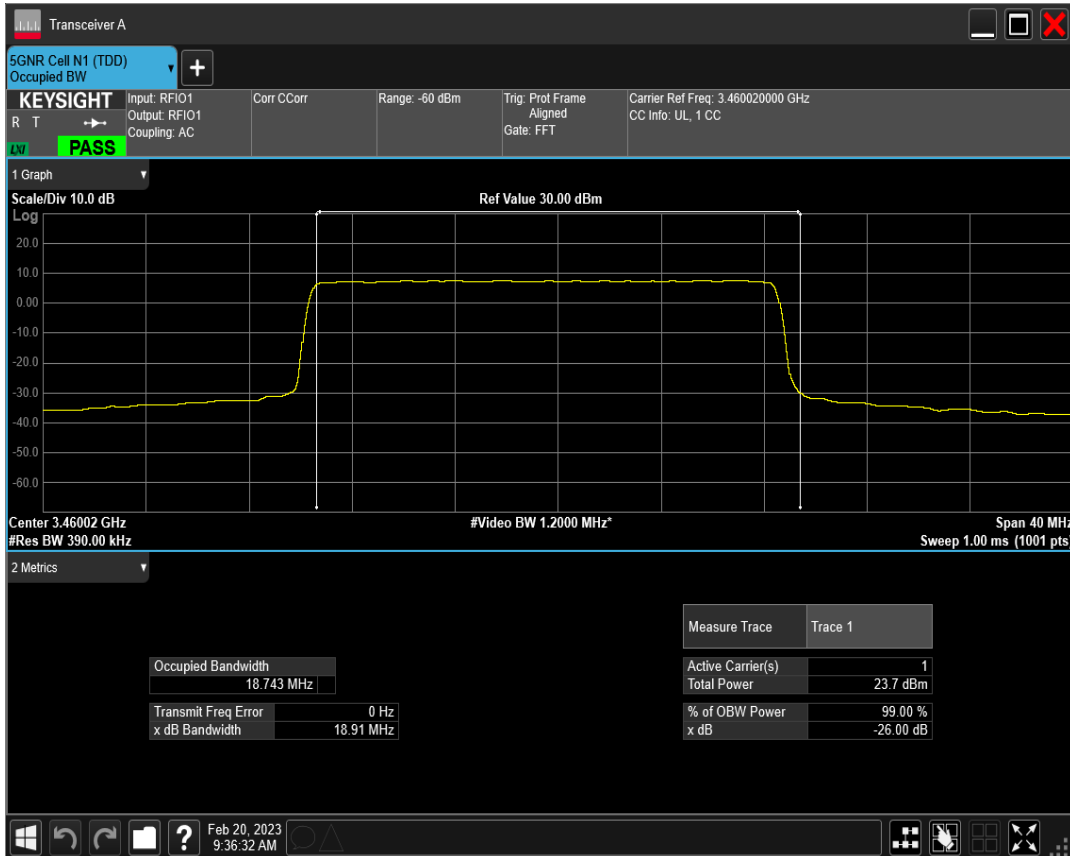 Transceiver A
5GNR Cell N1 (TDD)
Occupied BW
+
KEYSIGHT
R T
LXI
PASS
Input: RFIO1
Output: RFIO1
Coupling: AC
Corr CCorr
Range: -60 dBm
Trig: Prot Frame
Aligned
Gate: FFT
Carrier Ref Freq: 3.460020000 GHz
CC Info: UL, 1 CC
1 Graph
Scale/Div 10.0 dB
Ref Value 30.00 dBm
Log
20.0
10.0
0.00
-10.0
-20.0
-30.0
-40.0
-50.0
-60.0
Center 3.46002 GHz
#Video BW 1.2000 MHz*
Span 40 MHz
#Res BW 390.00 kHz
Sweep 1.00 ms (1001 pts)
2 Metrics
Measure Trace Trace 1
Occupied Bandwidth
18.743 MHz
Active Carrier(s) 1
Total Power 23.7 dBm
Transmit Freq Error 0 Hz
x dB Bandwidth 18.91 MHz
% of OBW Power 99.00 %
x dB -26.00 dB
?
Feb 20, 2023
9:36:32 AM